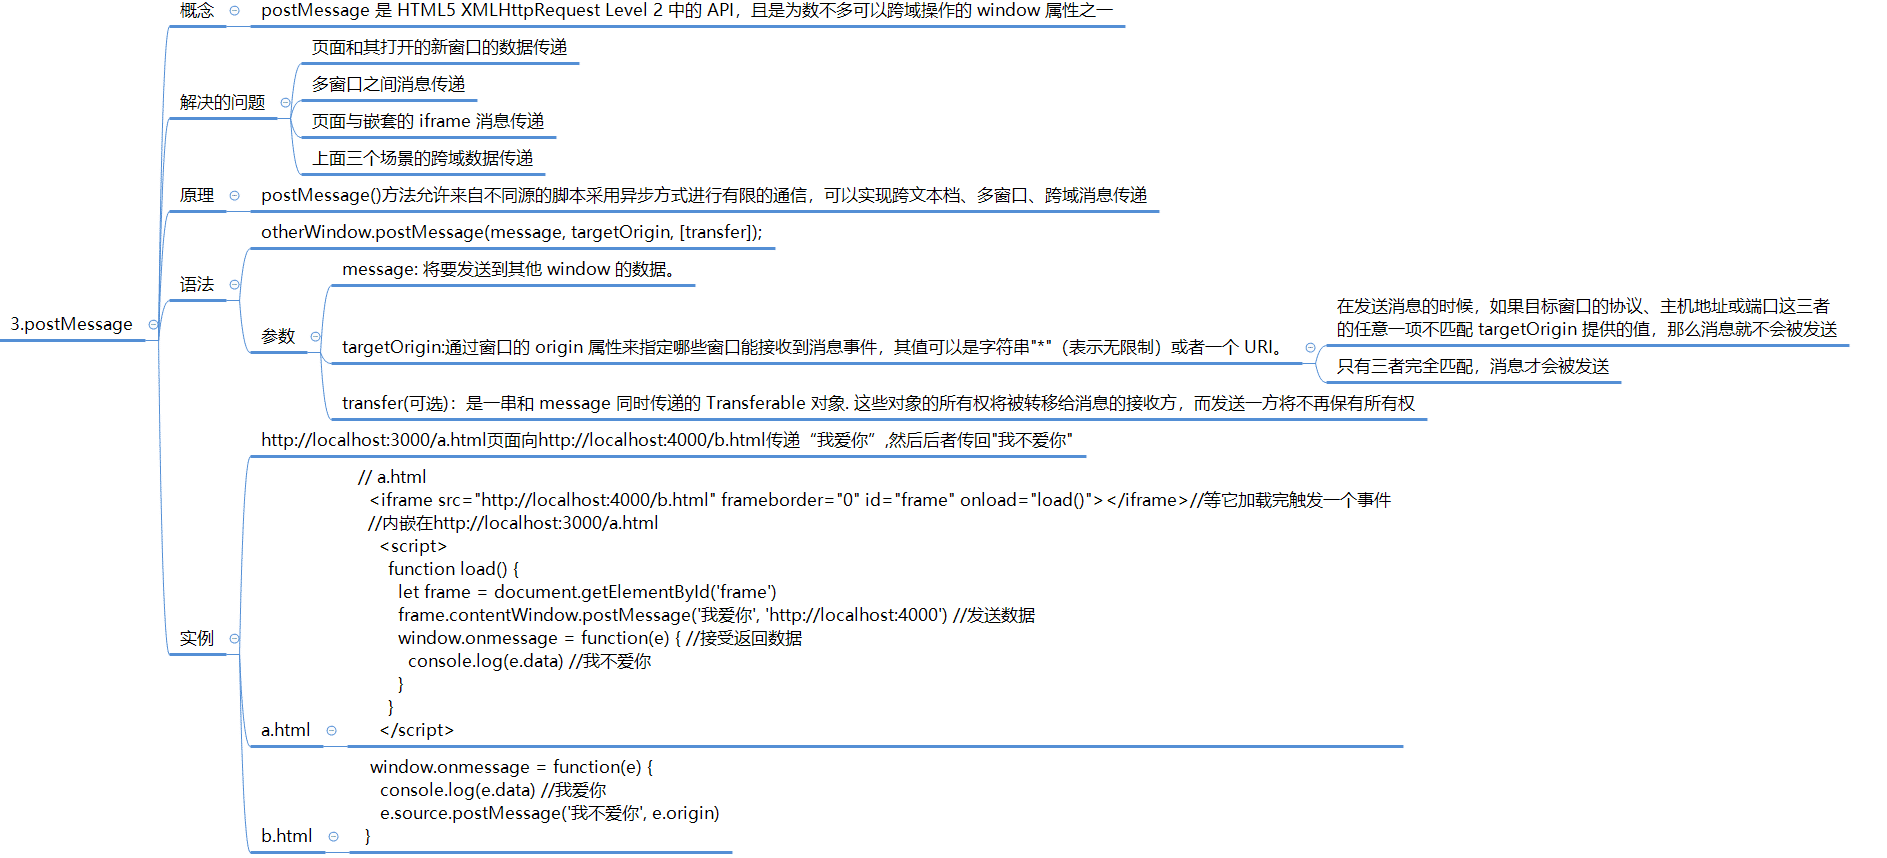 3.postMessage
概念
postMessage 是 HTML5 XMLHttpRequest Level 2 中的 API，且是为数不多可以跨域操作的 window 属性之一
解决的问题
页面和其打开的新窗口的数据传递
多窗口之间消息传递
页面与嵌套的 iframe 消息传递
上面三个场景的跨域数据传递
原理
postMessage()方法允许来自不同源的脚本采用异步方式进行有限的通信，可以实现跨文本档、多窗口、跨域消息传递
语法
otherWindow.postMessage(message, targetOrigin, [transfer]);
参数
message: 将要发送到其他 window 的数据。
targetOrigin:通过窗口的 origin 属性来指定哪些窗口能接收到消息事件，其值可以是字符串"*"（表示无限制）或者一个 URI。
在发送消息的时候，如果目标窗口的协议、主机地址或端口这三者
的任意一项不匹配 targetOrigin 提供的值，那么消息就不会被发送
只有三者完全匹配，消息才会被发送
transfer(可选)：是一串和 message 同时传递的 Transferable 对象. 这些对象的所有权将被转移给消息的接收方，而发送一方将不再保有所有权
实例
http://localhost:3000/a.html页面向http://localhost:4000/b.html传递“我爱你”,然后后者传回"我不爱你"
a.html
// a.html
<iframe src="http://localhost:4000/b.html" frameborder="0" id="frame" onload="load()"></iframe>//等它加载完触发一个事件
//内嵌在http://localhost:3000/a.html
<script>
function load() {
let frame = document.getElementById('frame')
frame.contentWindow.postMessage('我爱你', 'http://localhost:4000') //发送数据
window.onmessage = function(e) { //接受返回数据
console.log(e.data) //我不爱你
}
}
</script>
b.html
window.onmessage = function(e) {
console.log(e.data) //我爱你
e.source.postMessage('我不爱你', e.origin)
}